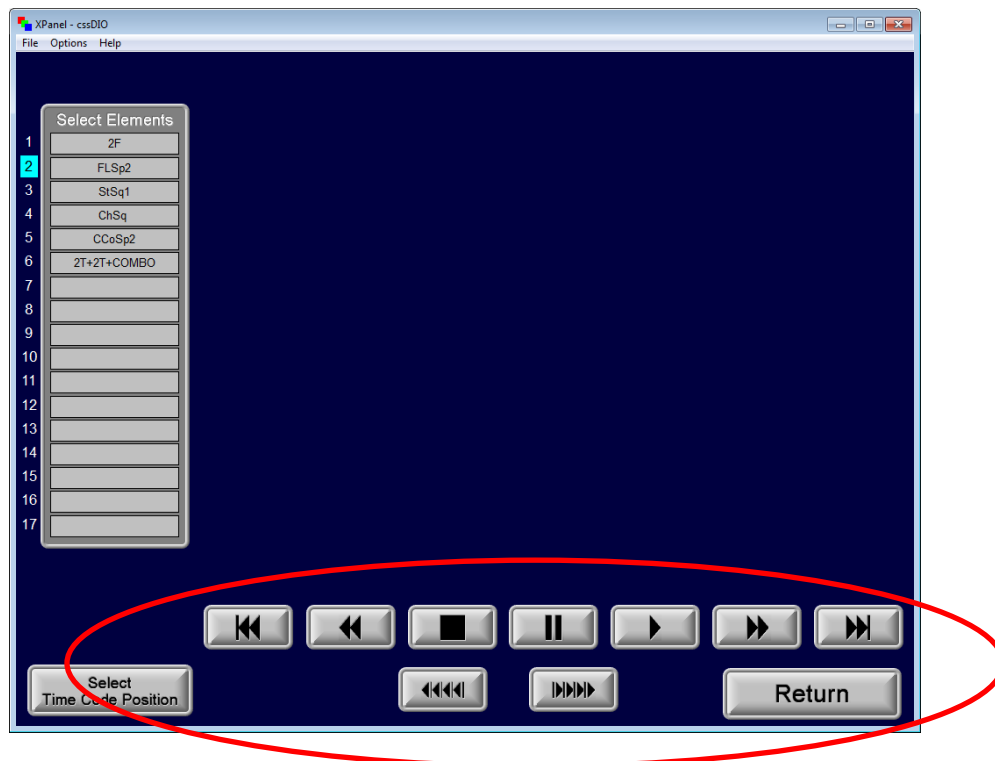 XPanel - cssDIO
File Options Help
Select Elements
1 2F
2 FLSp2
3 StSq1
4 ChSq
5 CCoSp2
6 2T+2T+COMBO
7
8
9
10
11
12
13
14
15
16
17
Select
Time Code Position
Return